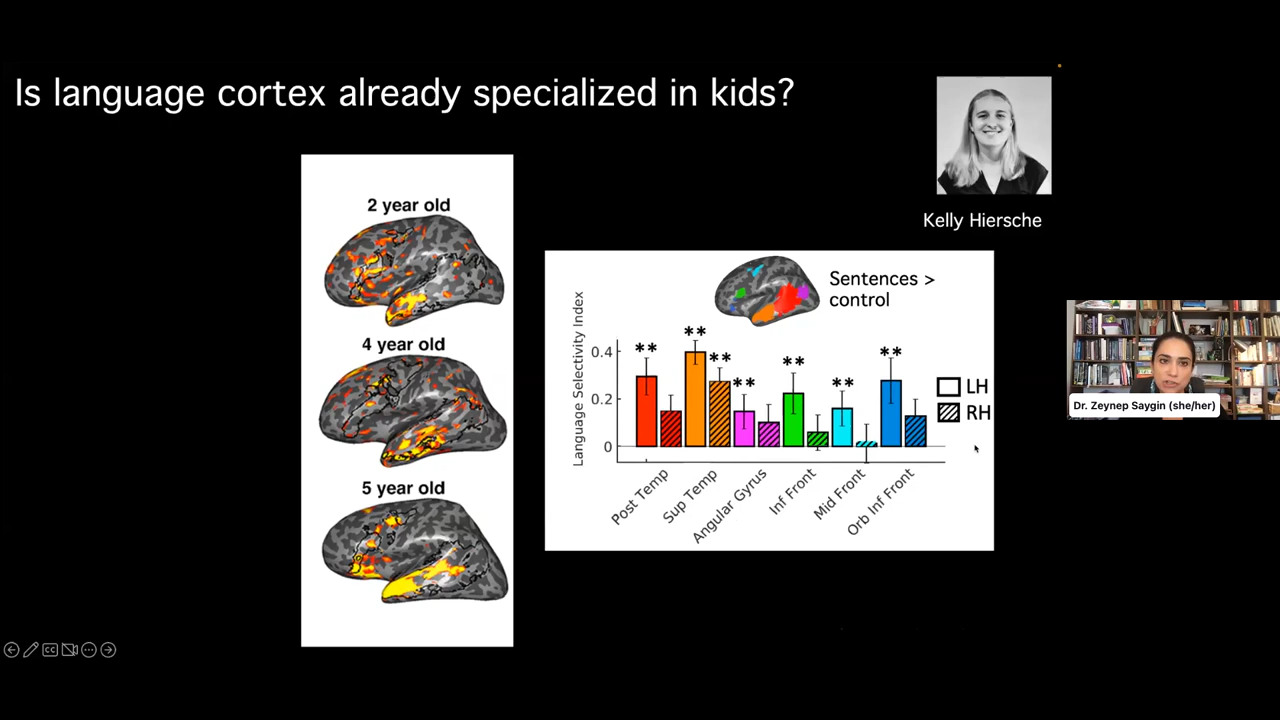 Is language cortex already specialized in kids?
Kelly Hiersche
2 year old
4 year old
5 year old
Sentences >
control
Language Selectivity Index
0.4
0.2
0
**
**
**
**
**
**
**
LH
RH
Post Temp
Sup Temp
Angular Gyrus
Inf Front
Mid Front
Orb Inf Front
Dr. Zeynep Saygin (she/her)
CC